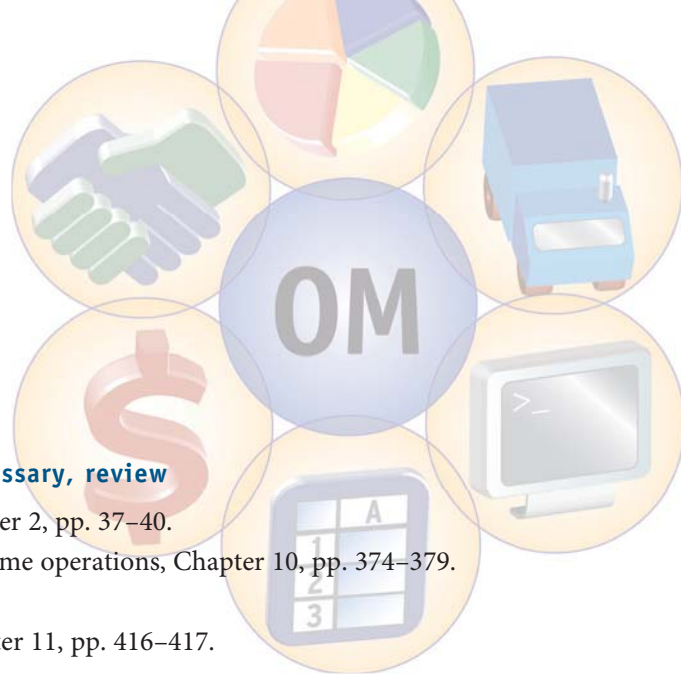 OM
>_
ssary, review
er 2, pp. 37–40.
A
me operations, Chapter 10, pp. 374–379.
1
2
3
ter 11, pp. 416–417.